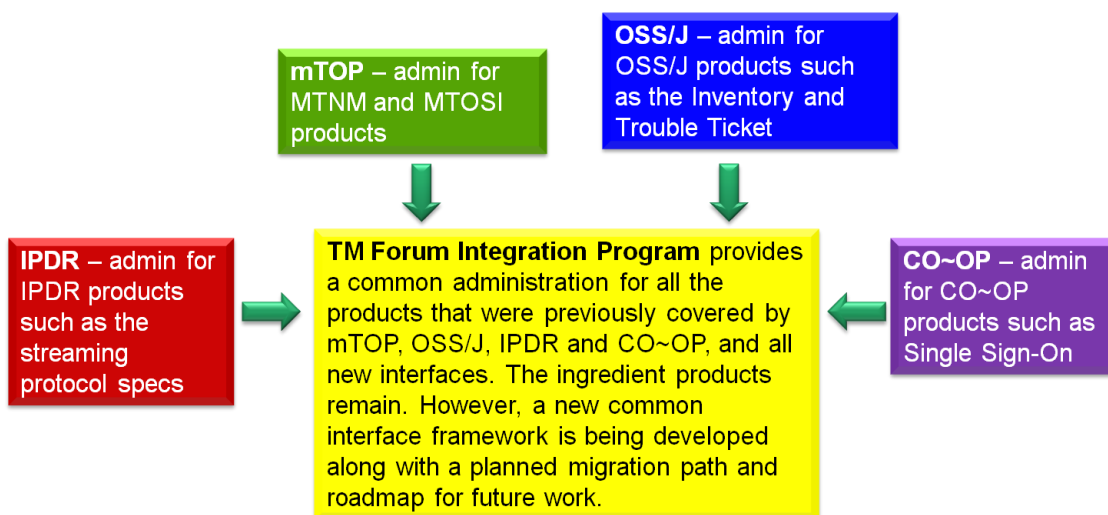 OSS/J – admin for
OSS/J products such
as the Inventory and
Trouble Ticket
mTOP – admin for
MTNM and MTOSI
products
IPDR – admin for
IPDR products
such as the
streaming
protocol specs
TM Forum Integration Program provides
a common administration for all the
products that were previously covered by
mTOP, OSS/J, IPDR and CO~OP, and all
new interfaces. The ingredient products
remain. However, a new common
interface framework is being developed
along with a planned migration path and
roadmap for future work.
CO~OP – admin
for CO~OP
products such as
Single Sign-On